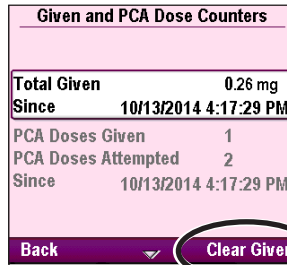 Given and PCA Dose Counters
Total Given 0.26 mg
Since 10/13/2014 4:17:29 PM
PCA Doses Given 1
PCA Doses Attempted 2
Since 10/13/2014 4:17:29 PM
Back Clear Given